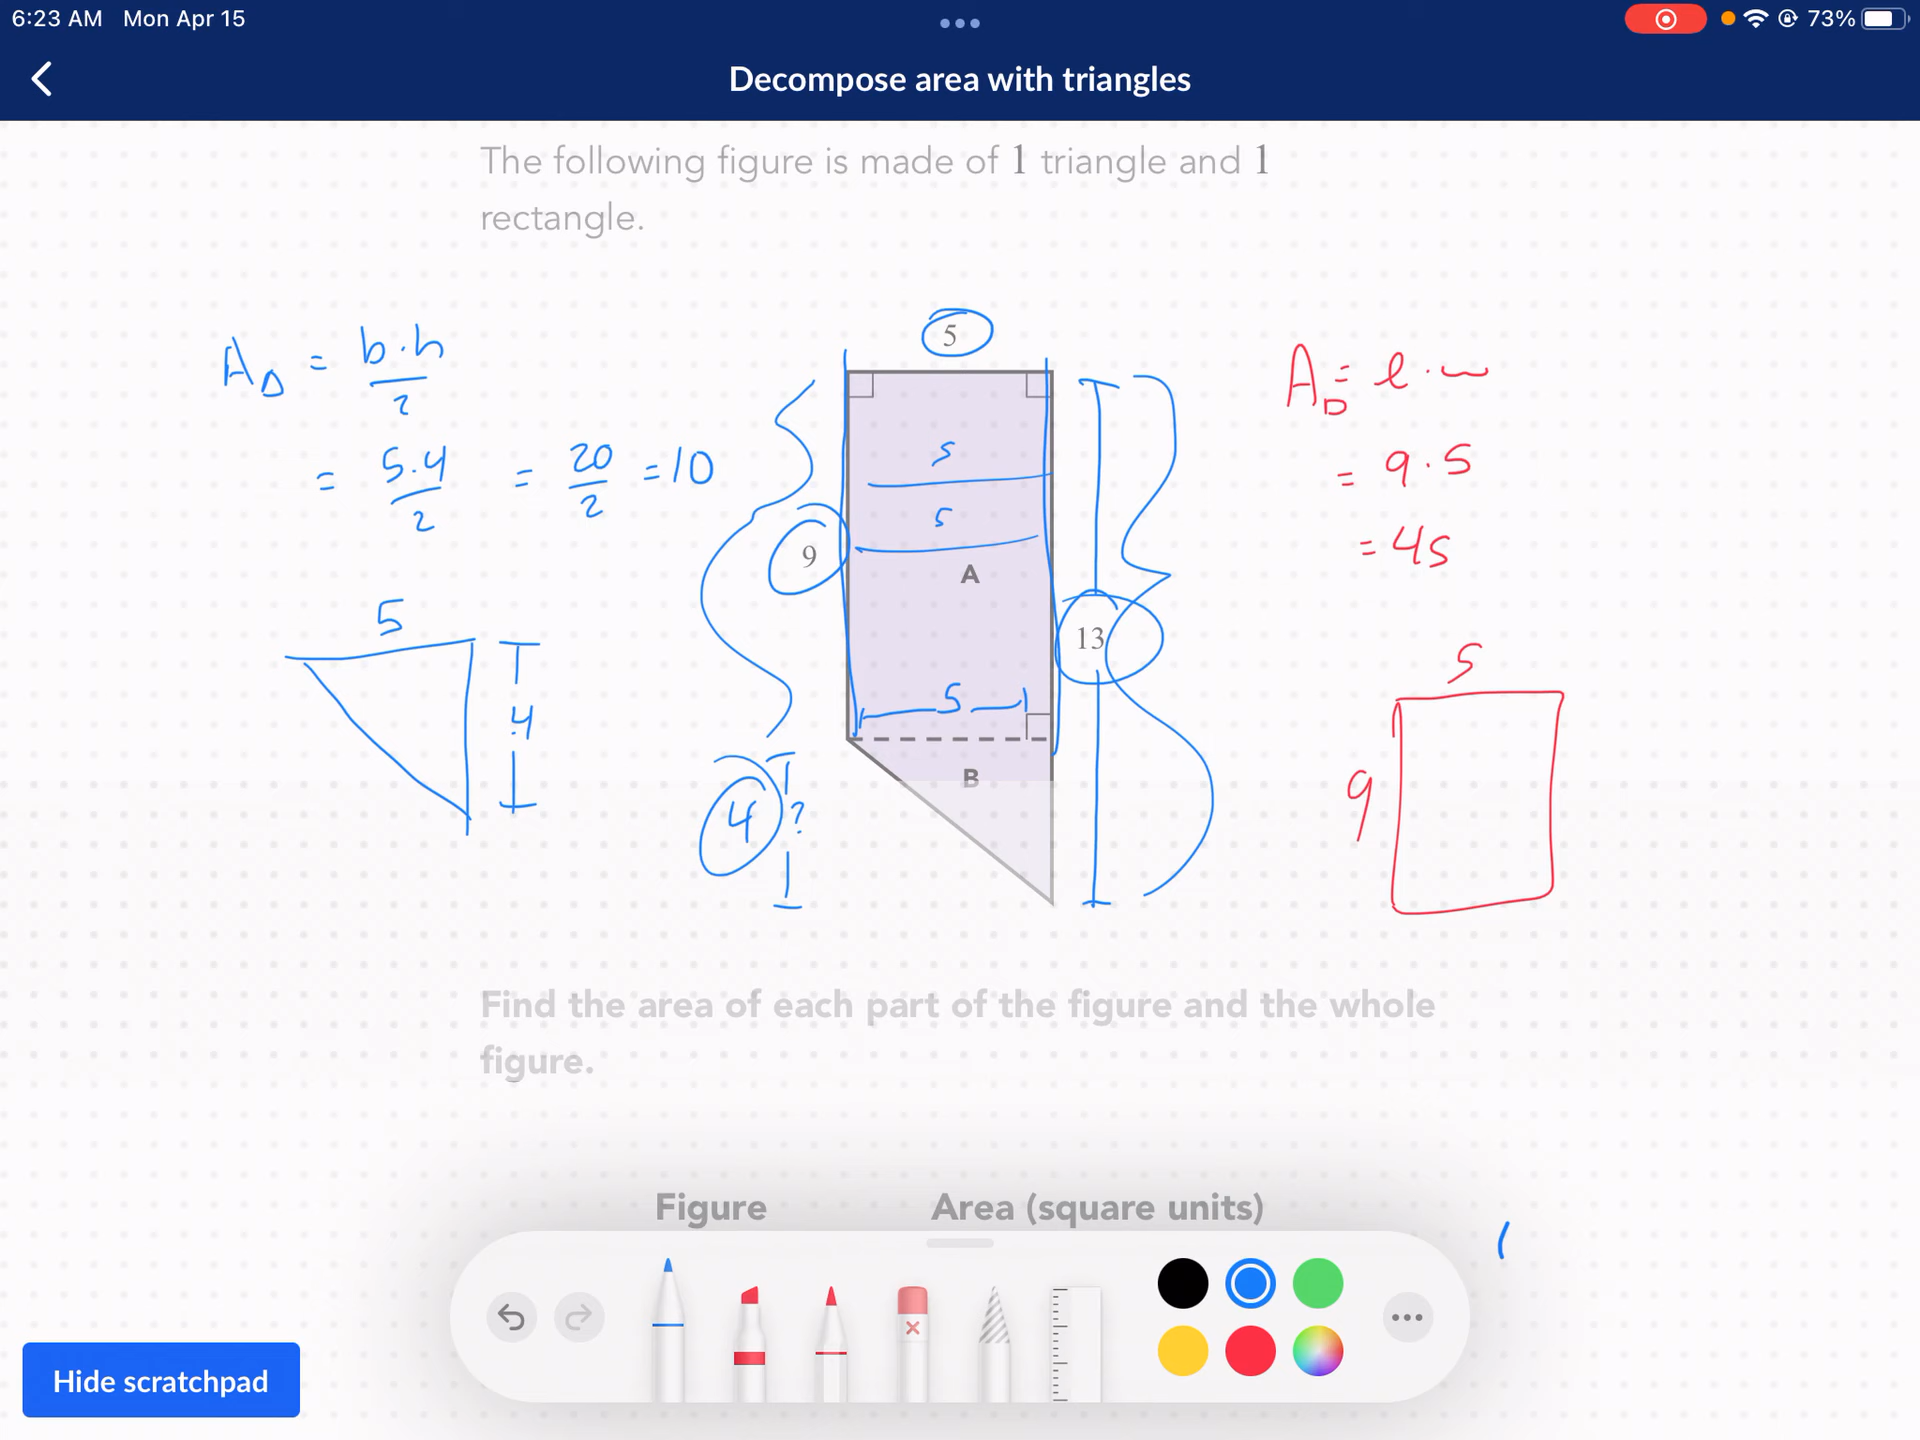 6:23 AM Mon Apr 15
73%
Decompose area with triangles
The following figure is made of 1 triangle and 1
rectangle.
5
A = b·h
2
= 5.4 = 20 = 10
2 2
A = l · w
= 9 · 5
= 45
5
5
9
A
13
5
B
4 ?
5
4
5
9
Find the area of each part of the figure and the whole
figure.
Figure Area (square units)
Hide scratchpad